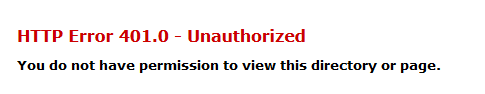 HTTP Error 401.0 - Unauthorized
You do not have permission to view this directory or page.